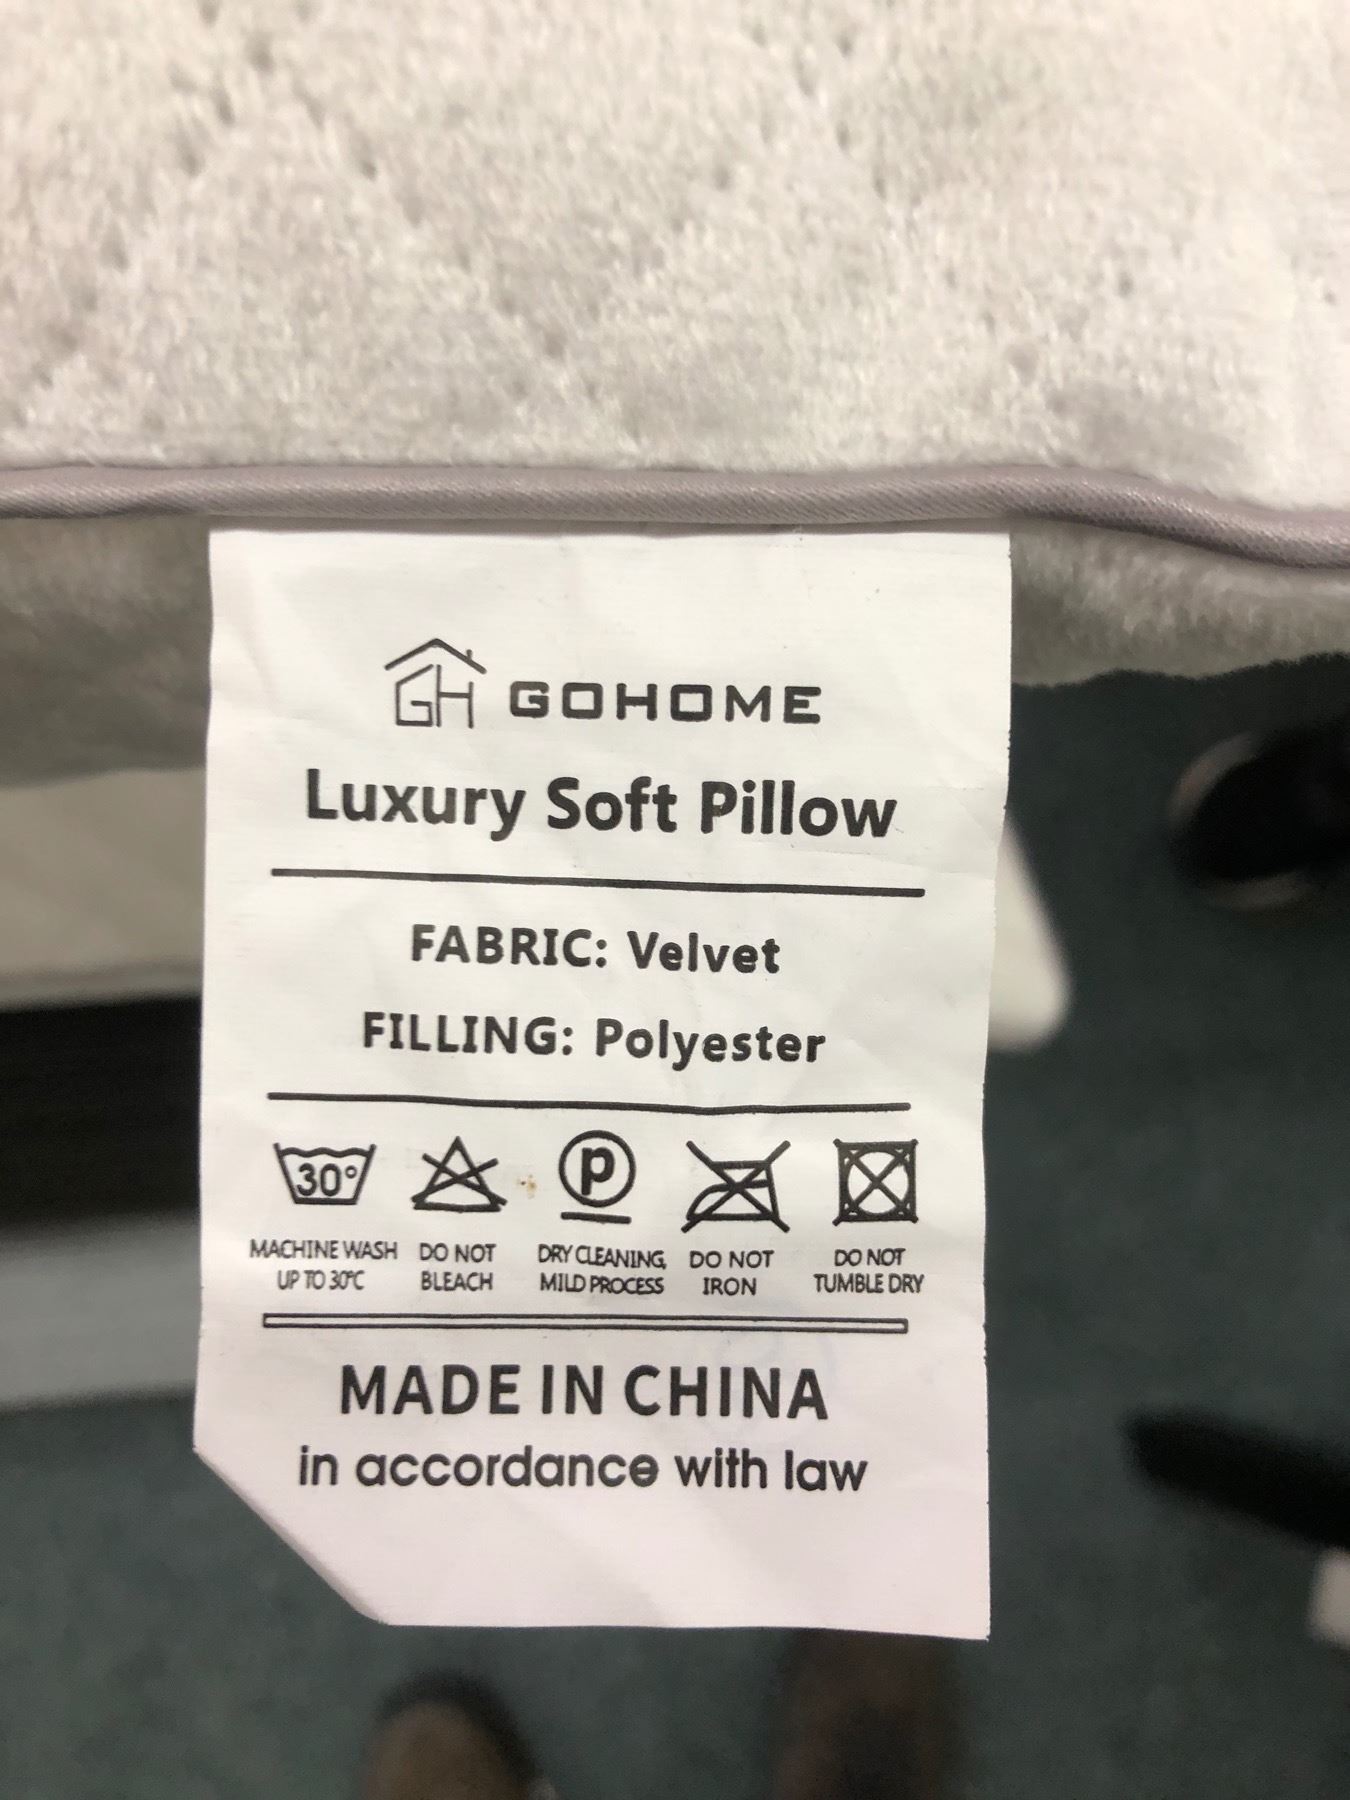 GH GOHOME
Luxury Soft Pillow
FABRIC: Velvet
FILLING: Polyester
30° P
MACHINE WASH DO NOT DRY CLEANING, DO NOT DO NOT
UP TO 30°C BLEACH MILD PROCESS IRON TUMBLE DRY
MADE IN CHINA
in accordance with law